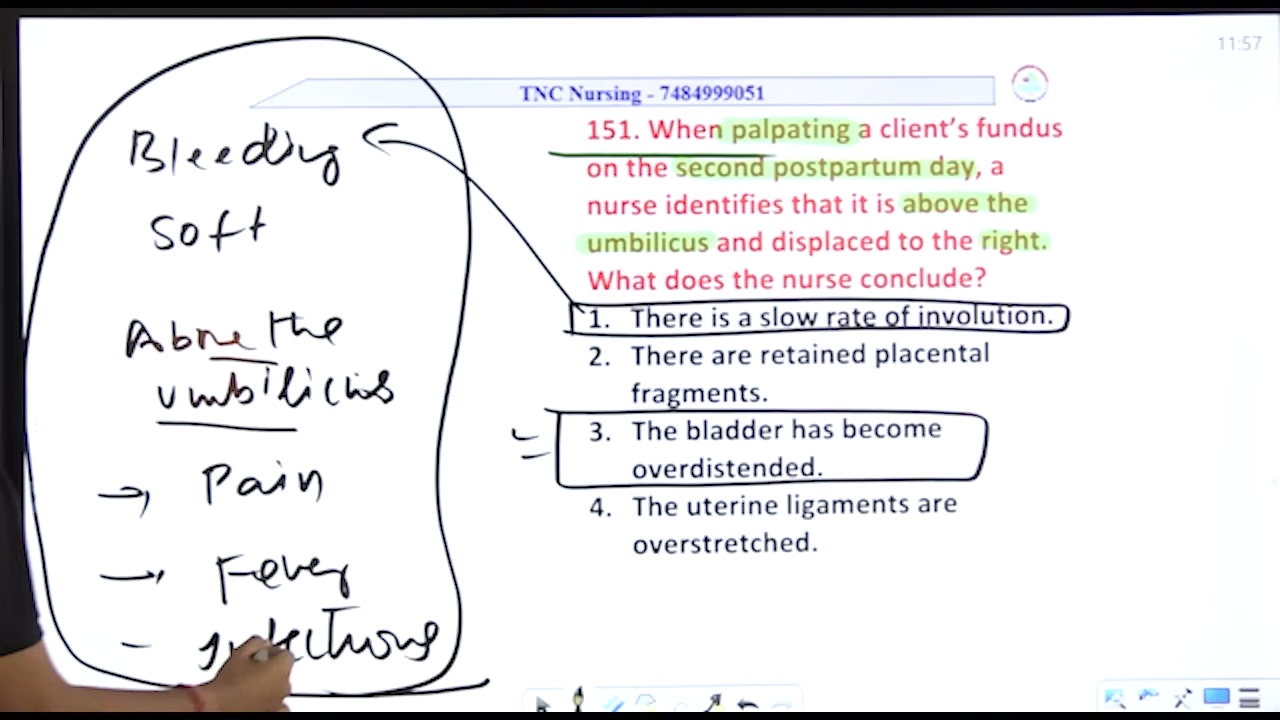 11:57
TNC Nursing - 7484999051
151. When palpating a client's fundus
on the second postpartum day, a
nurse identifies that it is above the
umbilicus and displaced to the right.
What does the nurse conclude?
1. There is a slow rate of involution.
2. There are retained placental
fragments.
3. The bladder has become
overdistended.
4. The uterine ligaments are
overstretched.
Bleeding
Soft
Above the
umbilicus
Pain
Fever